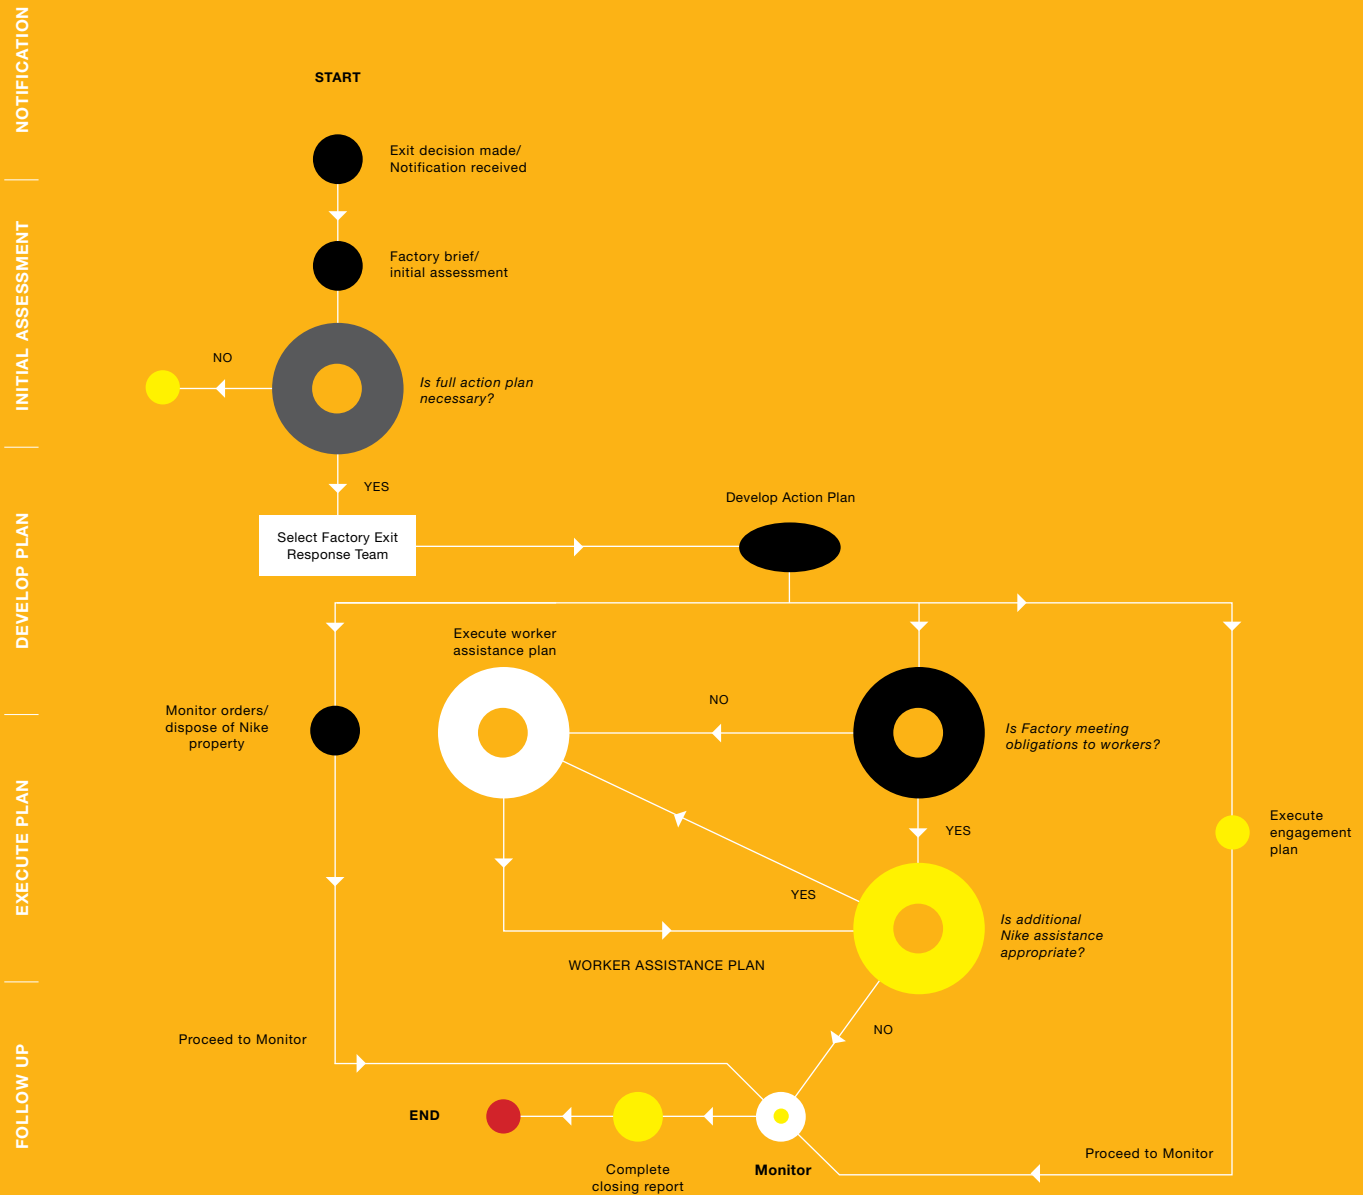 NOTIFICATION
START
Exit decision made/
Notification received
INITIAL ASSESSMENT
Factory brief/
initial assessment
NO
Is full action plan
necessary?
YES
DEVELOP PLAN
Select Factory Exit
Response Team
Develop Action Plan
Execute worker
assistance plan
EXECUTE PLAN
Monitor orders/
dispose of Nike
property
NO
Is Factory meeting
obligations to workers?
YES
Execute
engagement
plan
YES
Is additional
Nike assistance
appropriate?
WORKER ASSISTANCE PLAN
FOLLOW UP
NO
Proceed to Monitor
END
Complete
closing report
Monitor
Proceed to Monitor